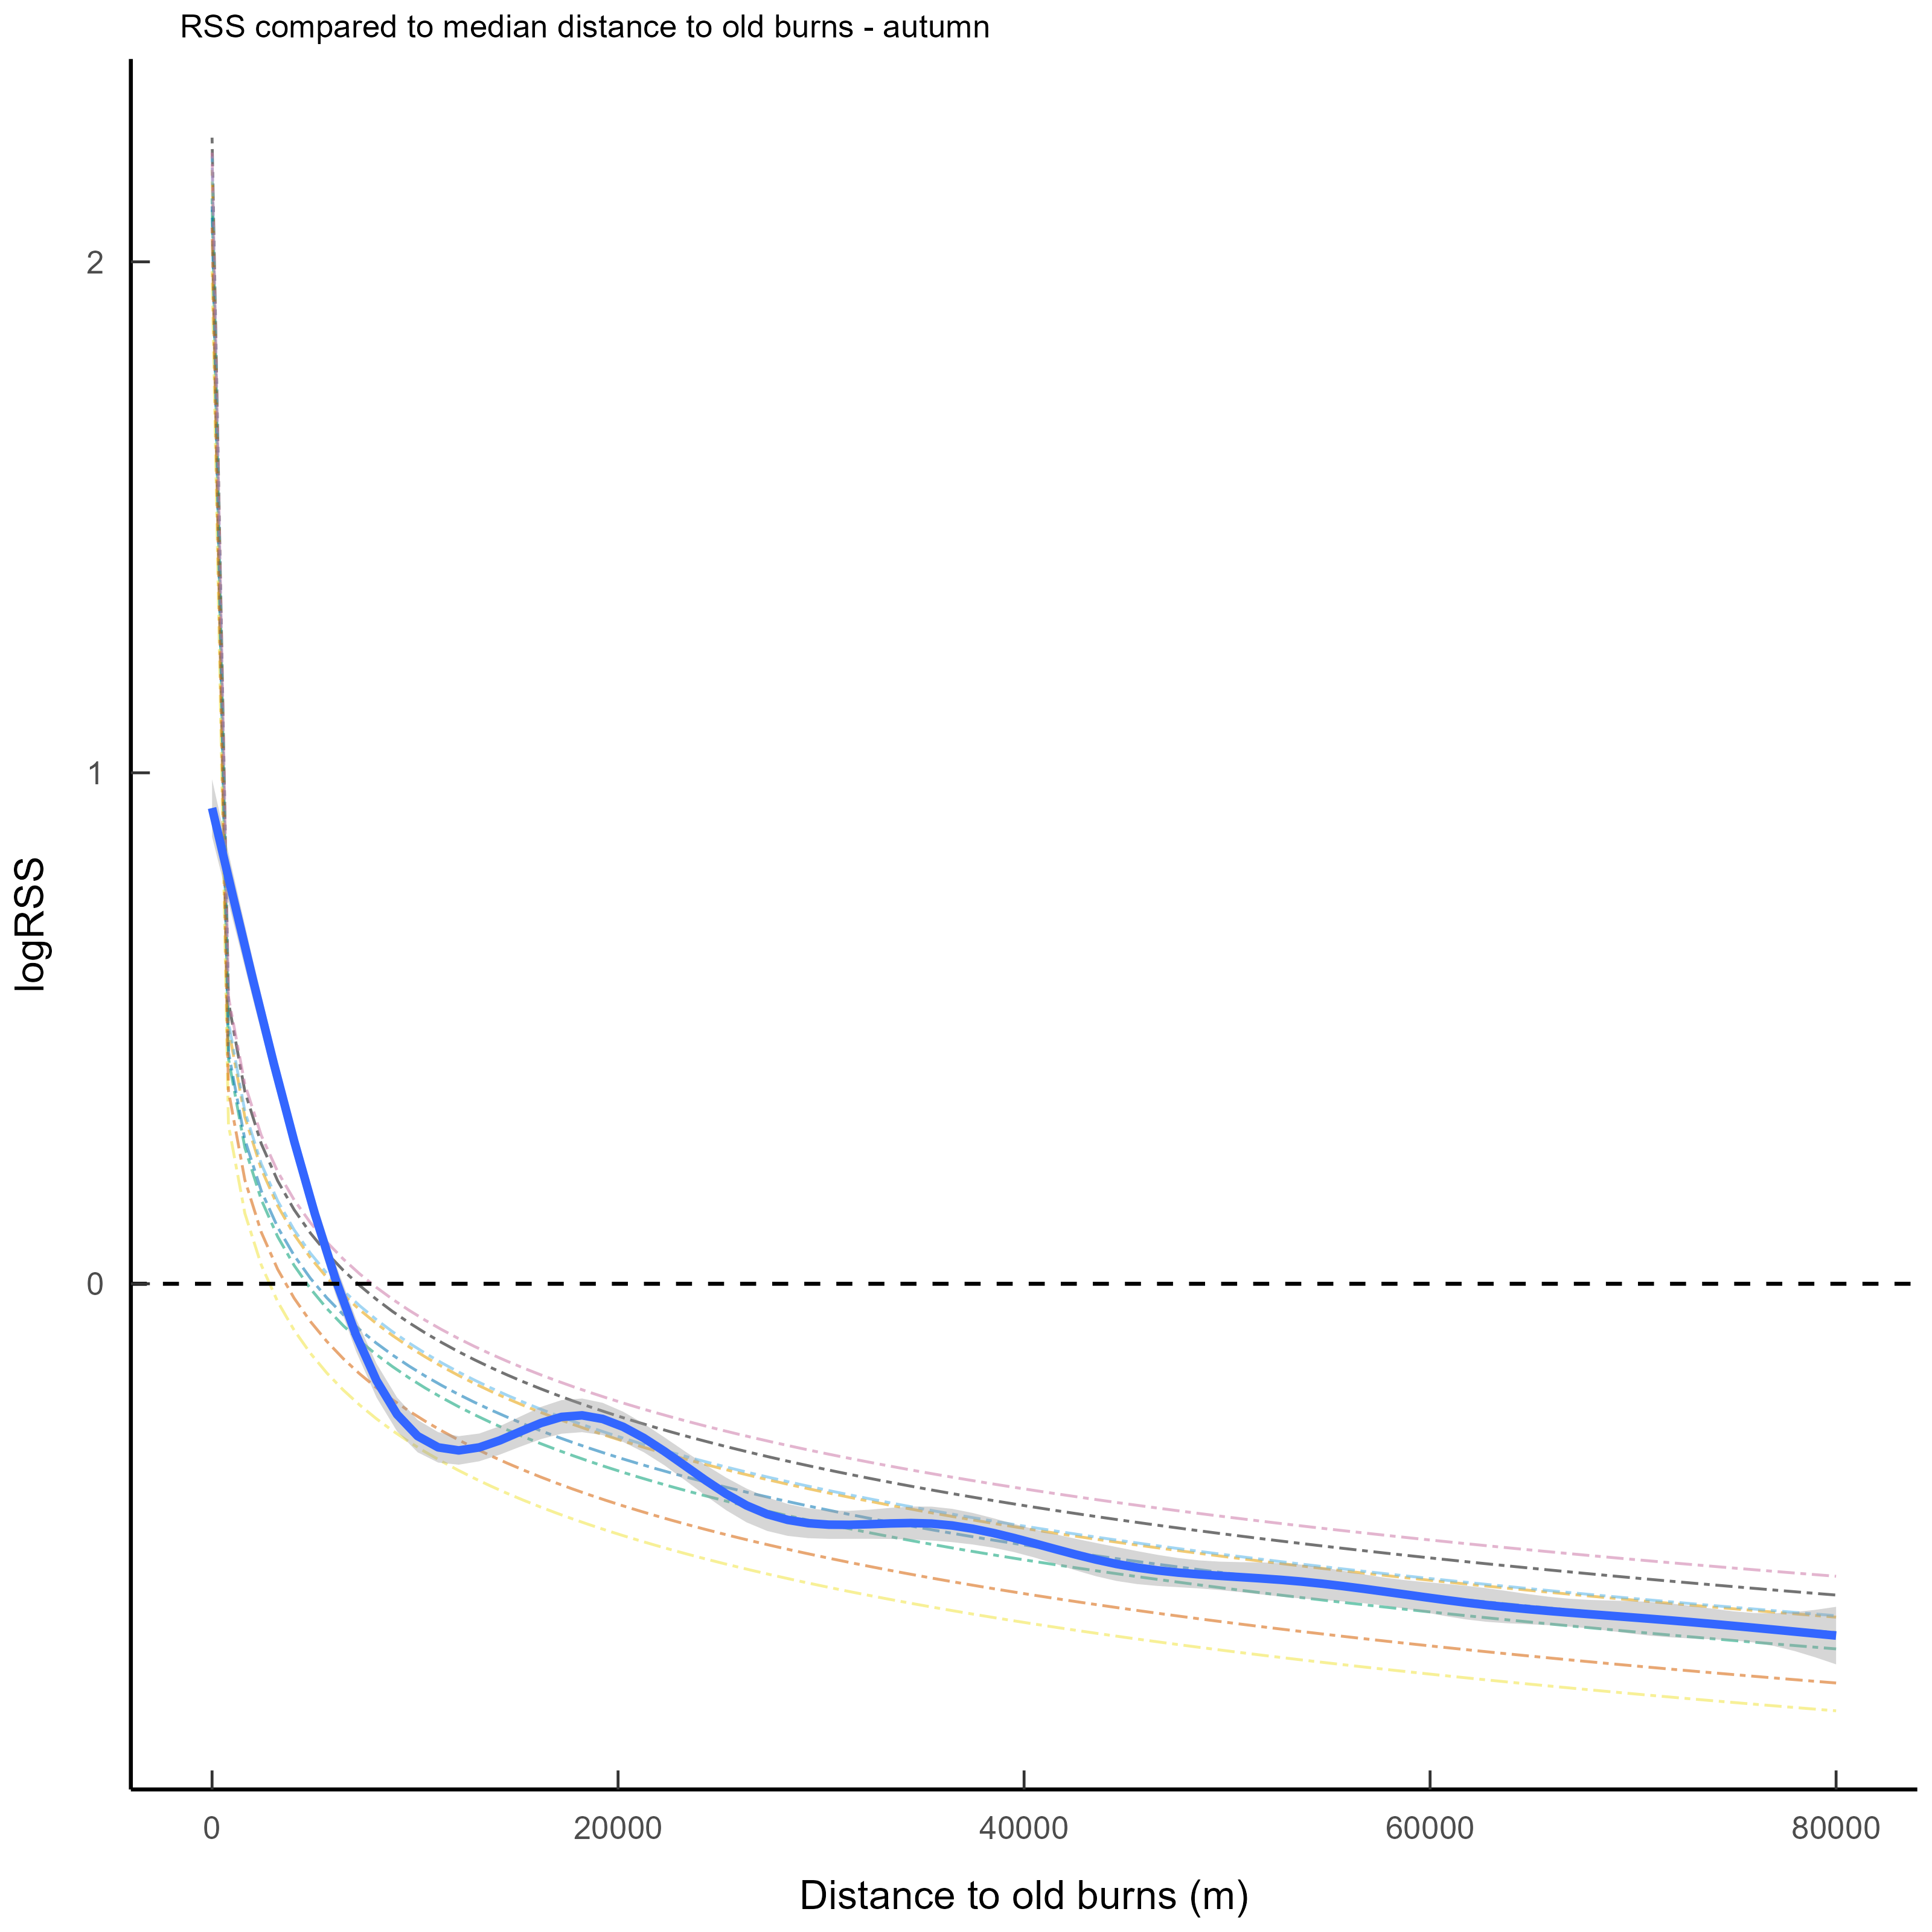 RSS compared to median distance to old burns - autumn
2
1
0
logRSS
0 20000 40000 60000 80000
Distance to old burns (m)